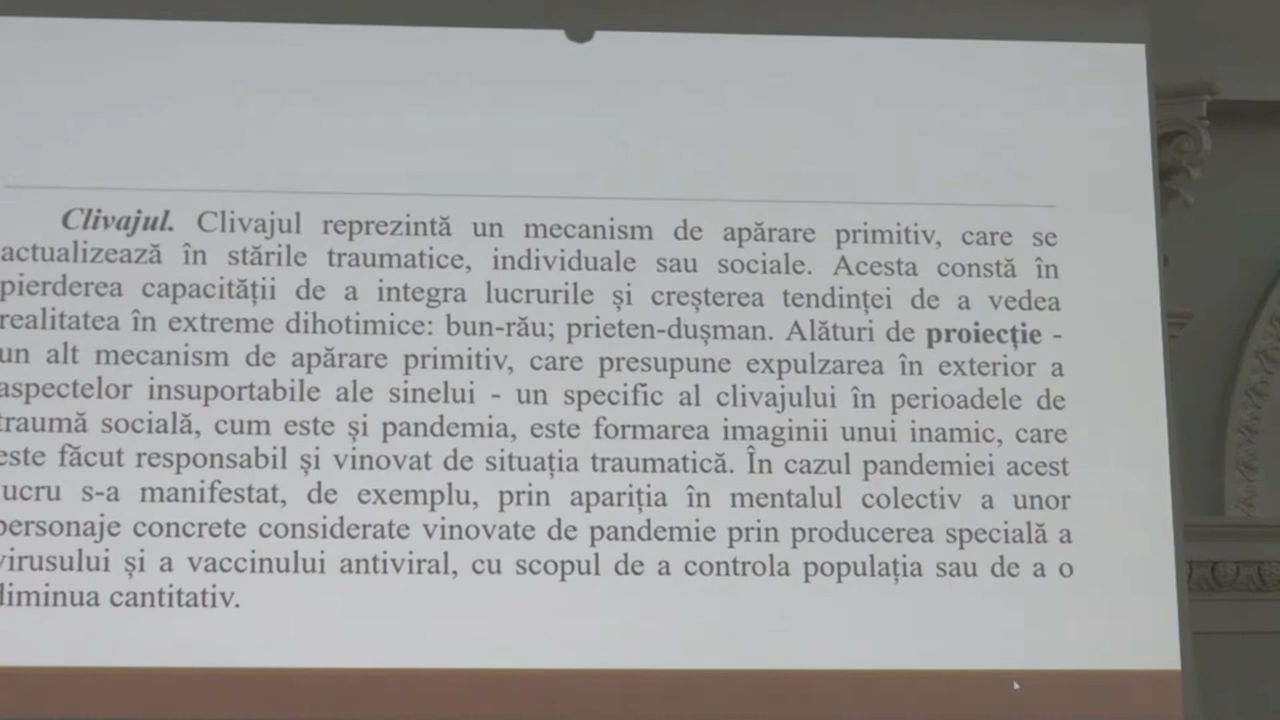 Clivajul. Clivajul reprezintă un mecanism de apărare primitiv, care se
actualizează în stările traumatice, individuale sau sociale. Acesta constă în
pierderea capacității de a integra lucrurile și creșterea tendinței de a vedea
realitatea în extreme dihotimice: bun-rău; prieten-dușman. Alături de proiecție -
un alt mecanism de apărare primitiv, care presupune expulzarea în exterior a
aspectelor insuportabile ale sinelui - un specific al clivajului în perioadele de
traumă socială, cum este și pandemia, este formarea imaginii unui inamic, care
este făcut responsabil și vinovat de situația traumatică. În cazul pandemiei acest
lucru s-a manifestat, de exemplu, prin apariția în mentalul colectiv a unor
personaje concrete considerate vinovate de pandemie prin producerea specială a
virusului și a vaccinului antiviral, cu scopul de a controla populația sau de a o
diminua cantitativ.